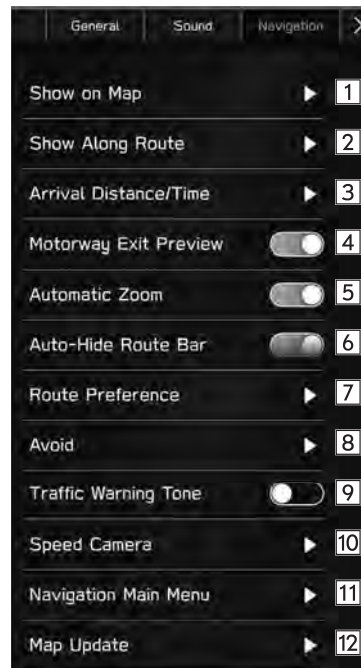 General Sound Navigation
Show on Map 1
Show Along Route 2
Arrival Distance/Time 3
Motorway Exit Preview 4
Automatic Zoom 5
Auto-Hide Route Bar 6
Route Preference 7
Avoid 8
Traffic Warning Tone 9
Speed Camera 10
Navigation Main Menu 11
Map Update 12